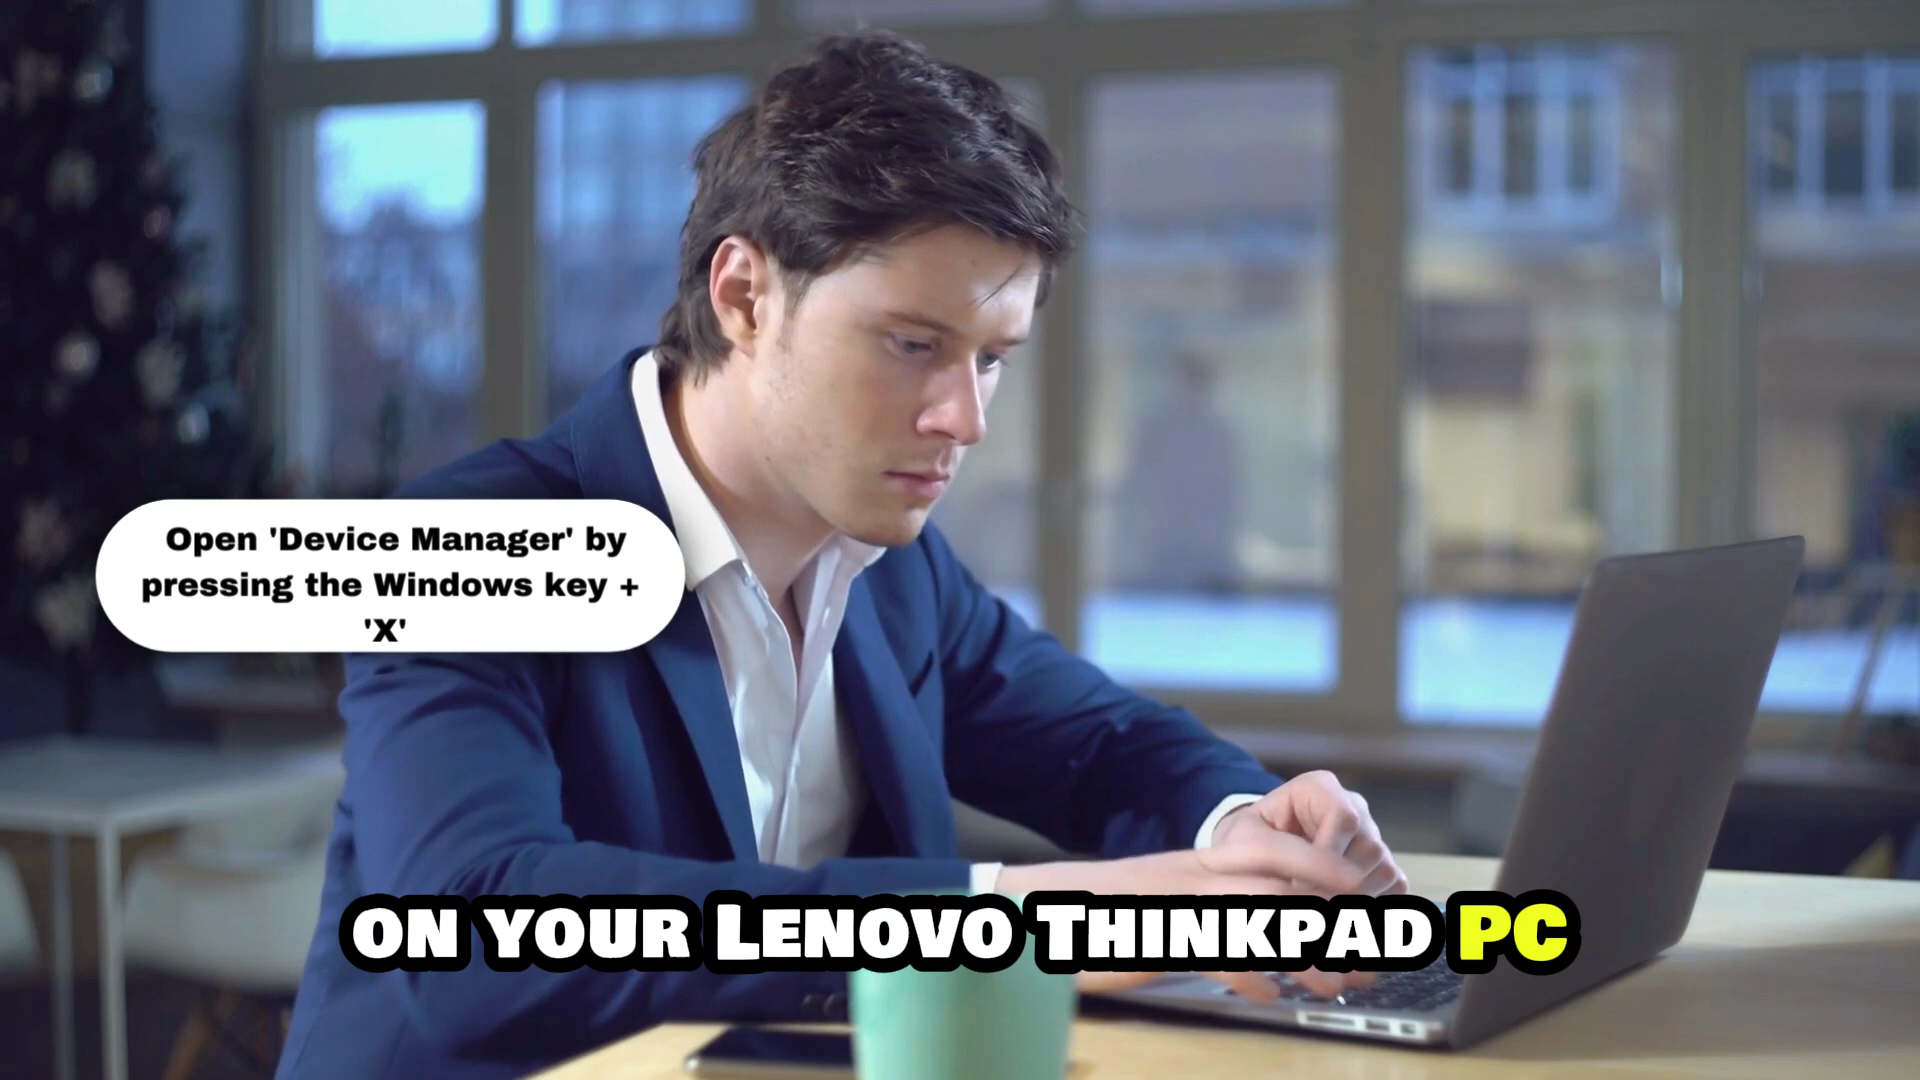 Open 'Device Manager' by
pressing the Windows key +
'X'
ON YOUR LENOVO THINKPAD PC